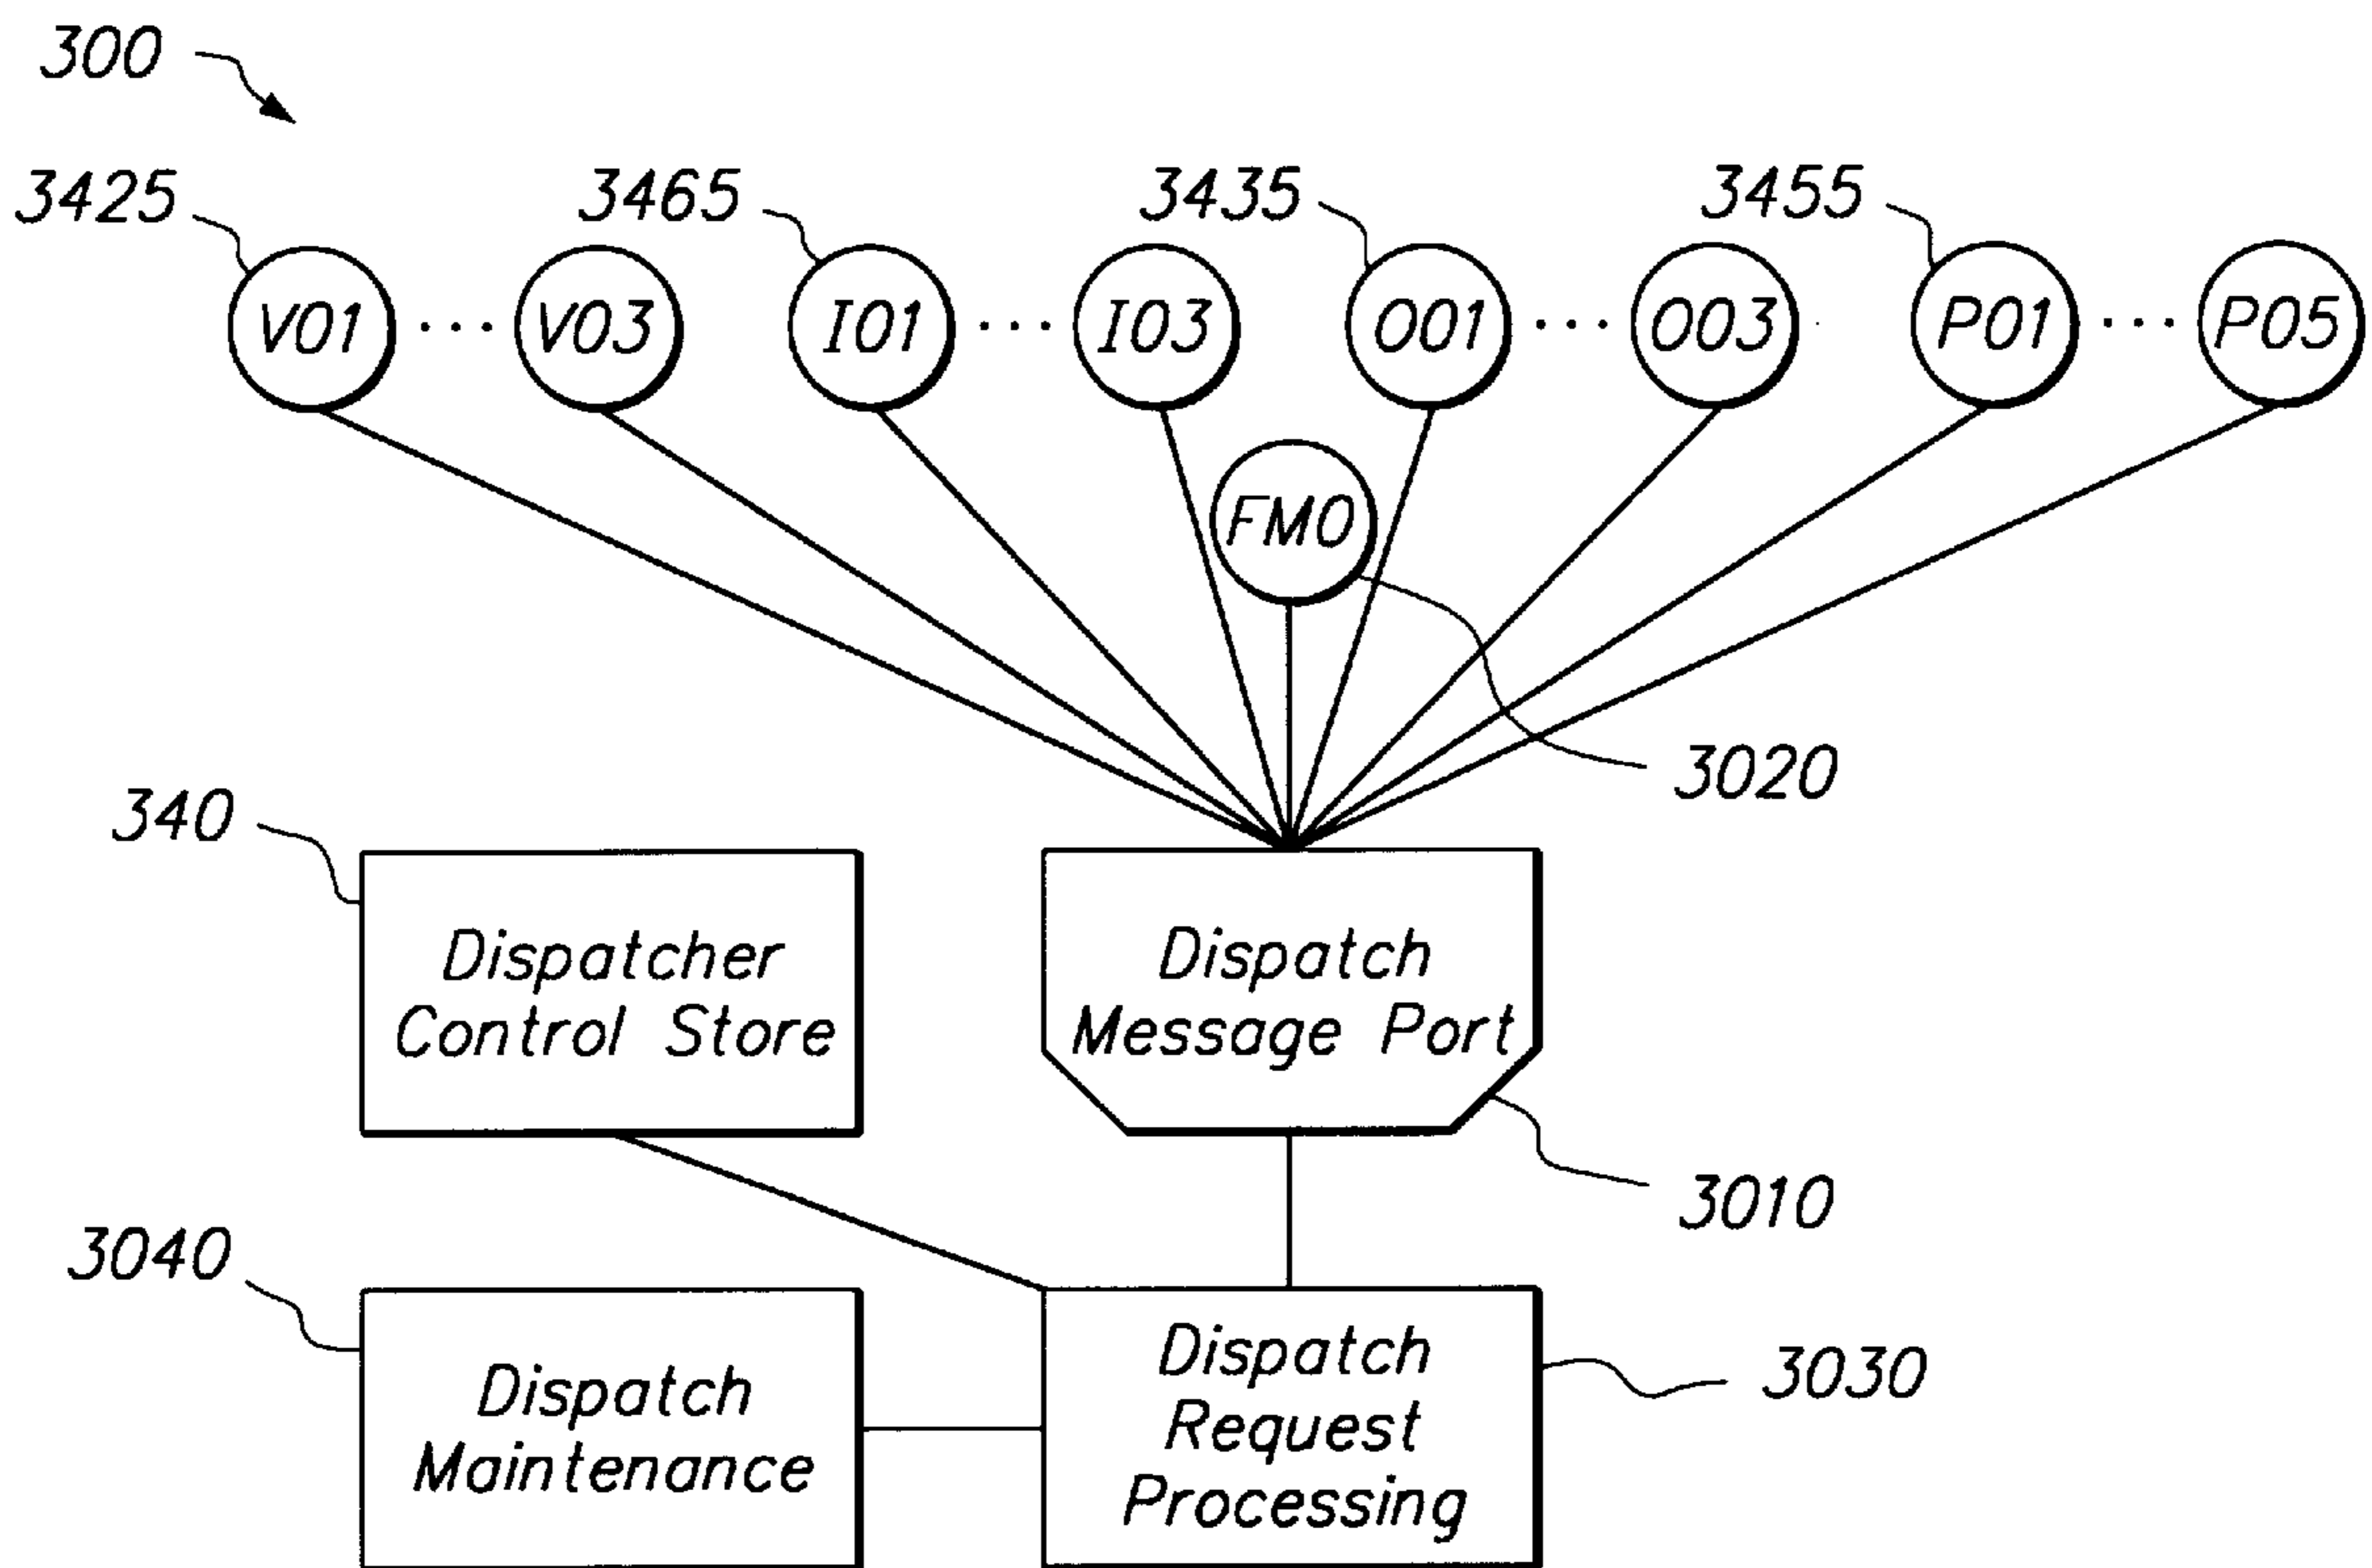 300
3425
3465
3435
3455
V01 ... V03 I01 ... I03 O01 ... O03 P01 ... P05
FM0
3020
340
Dispatcher
Control Store
Dispatch
Message Port
3010
3040
Dispatch
Maintenance
Dispatch
Request
Processing
3030